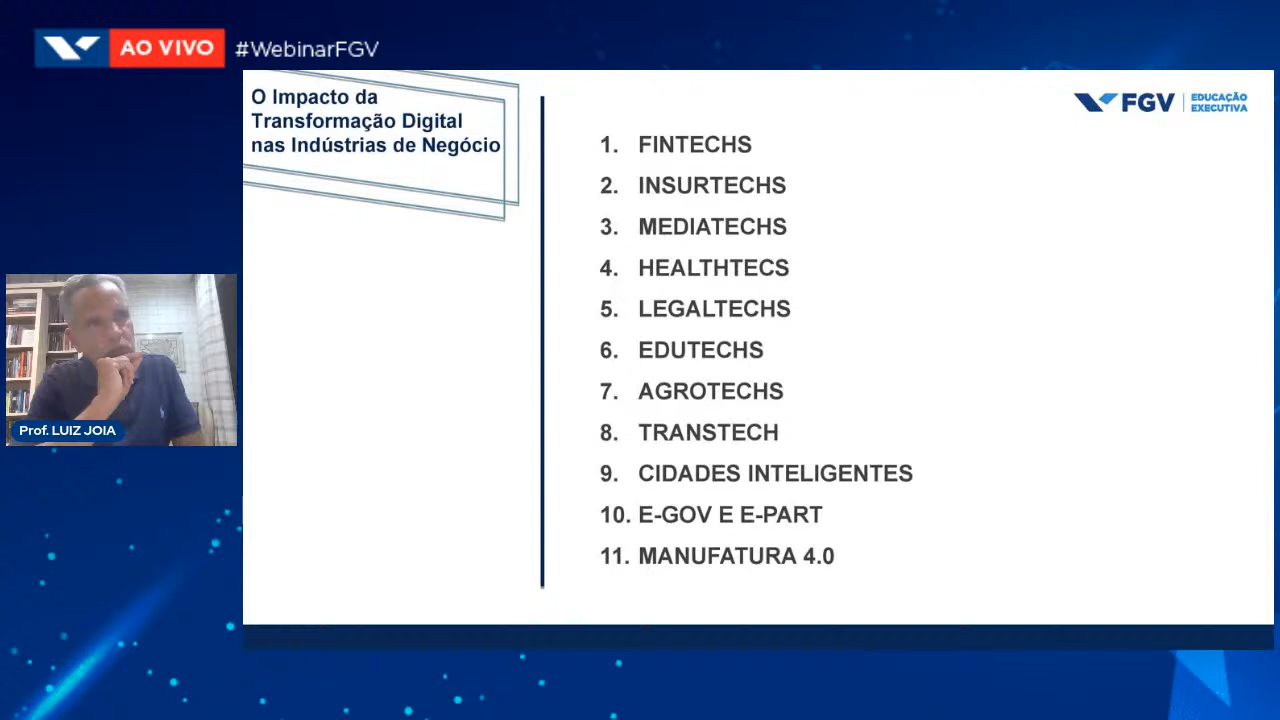 AO VIVO #WebinarFGV
O Impacto da
Transformação Digital
nas Indústrias de Negócio
FGV EDUCAÇÃO
EXECUTIVA
1. FINTECHS
2. INSURTECHS
3. MEDIATECHS
4. HEALTHTECS
5. LEGALTECHS
6. EDUTECHS
7. AGROTECHS
8. TRANSTECH
9. CIDADES INTELIGENTES
10. E-GOV E E-PART
11. MANUFATURA 4.0
Prof. LUIZ JOIA